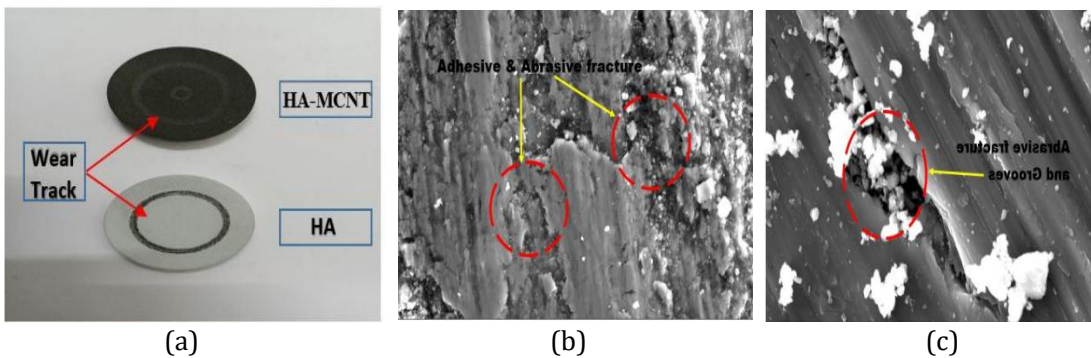 HA-MCNT
Wear
Track
HA
Adhesive & Abrasive fracture
Abrasive fracture
and Grooves
(a)
(b)
(c)